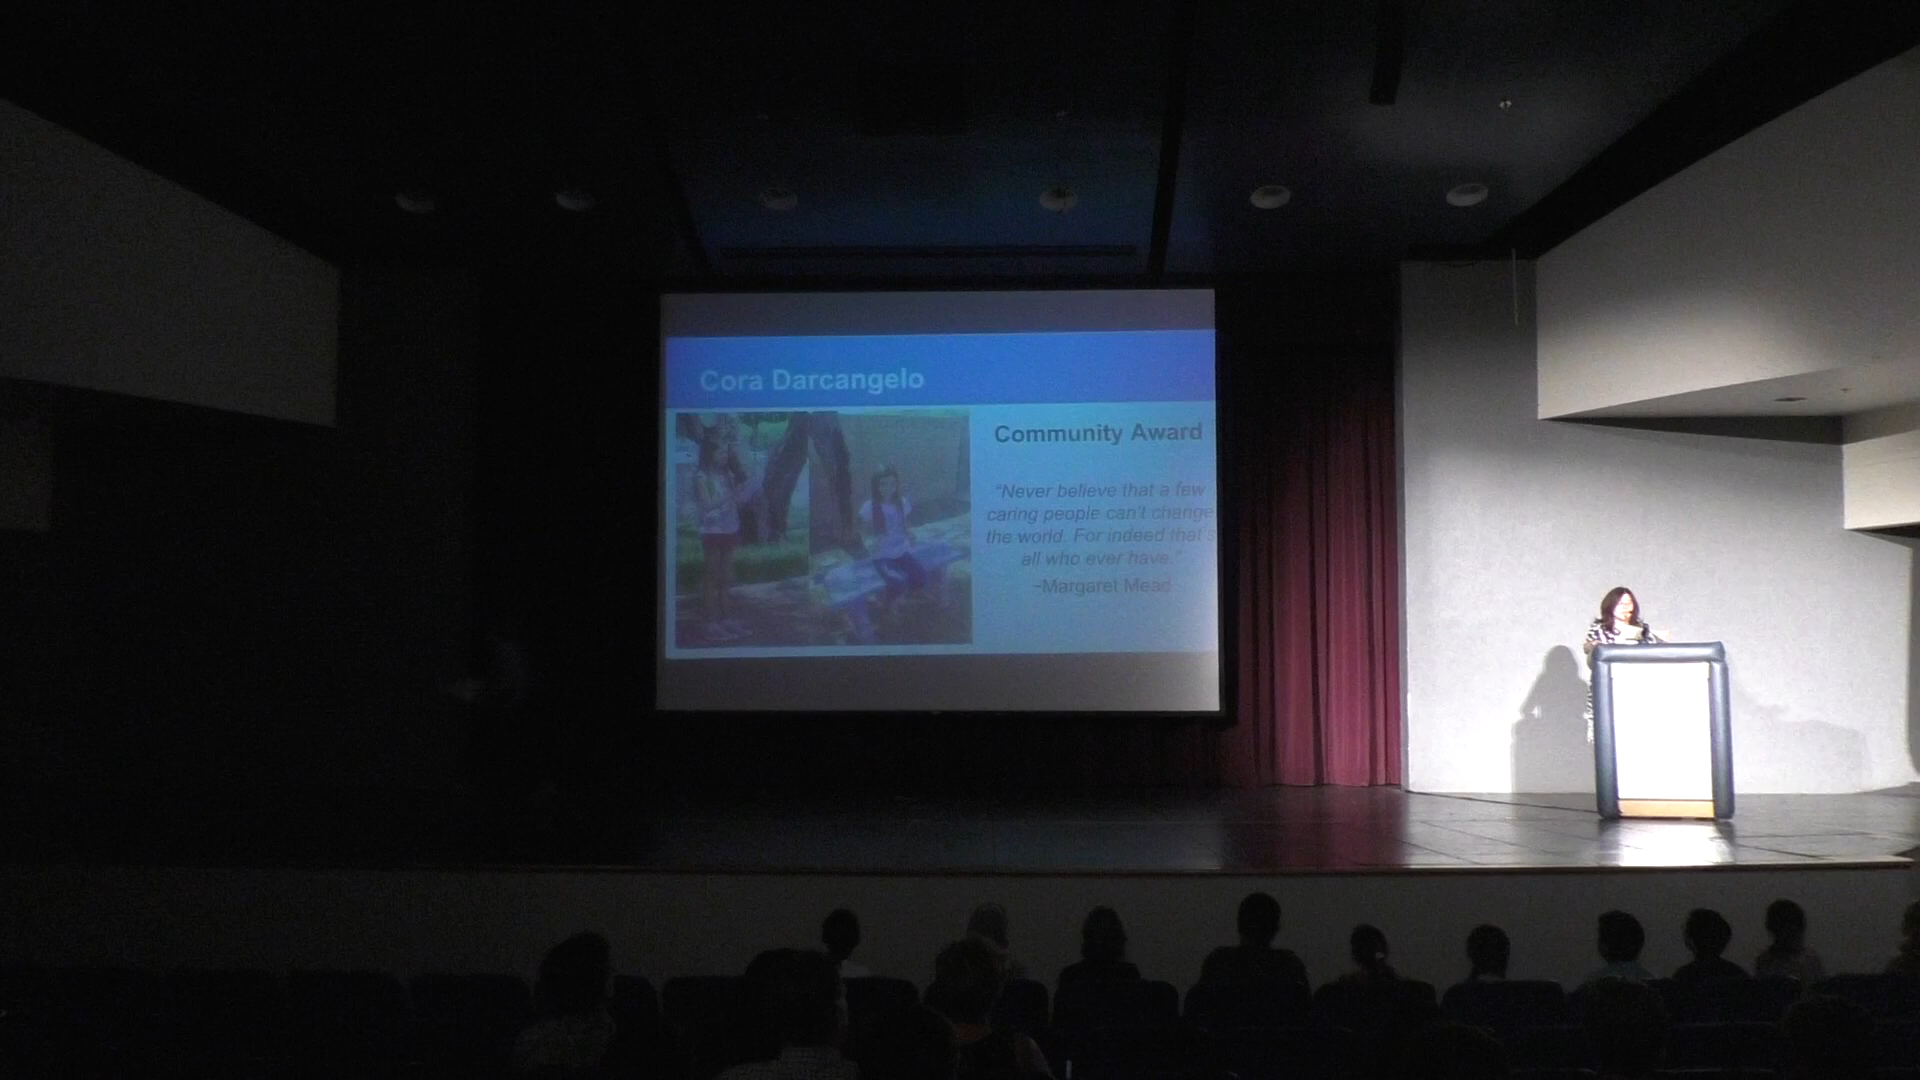 Cora Darcangelo
Community Award
"Never believe that a few
caring people can't change
the world. For indeed that's
all who ever have."
~Margaret Mead